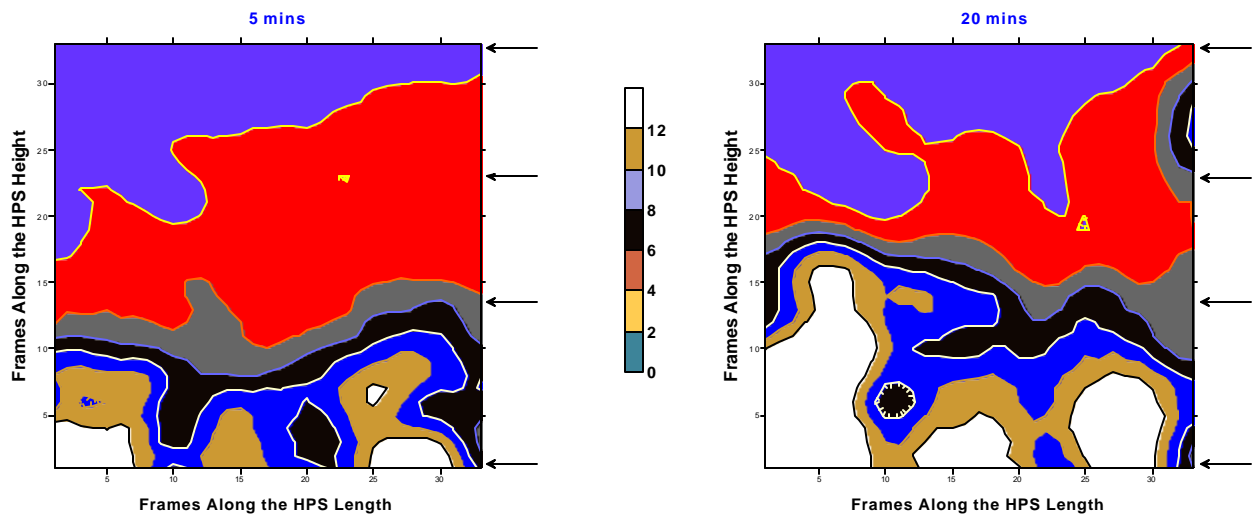 5 mins
Frames Along the HPS Height
30
25
20
15
10
5
5 10 15 20 25 30
Frames Along the HPS Length
12
10
8
6
4
2
0
20 mins
Frames Along the HPS Height
30
25
20
15
10
5
5 10 15 20 25 30
Frames Along the HPS Length